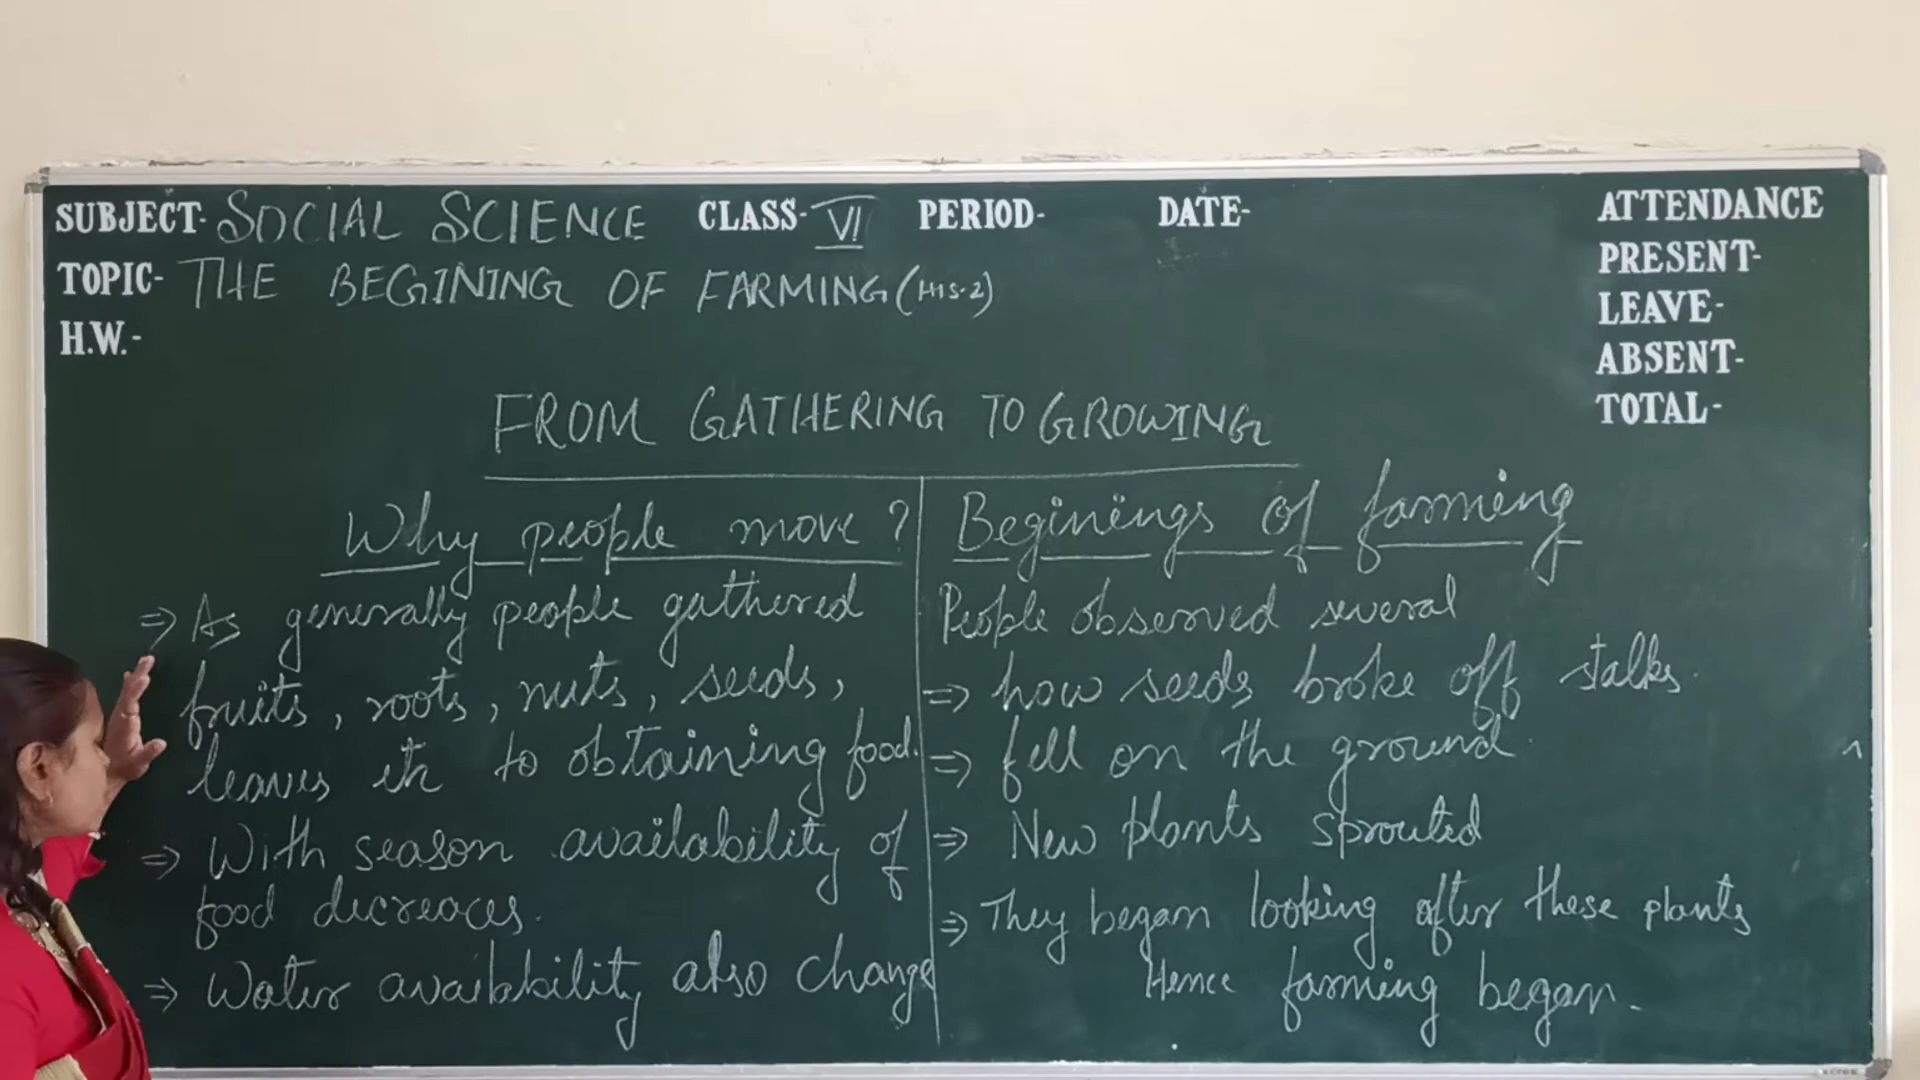 SUBJECT- SOCIAL SCIENCE CLASS- VI PERIOD- DATE-
TOPIC- THE BEGINING OF FARMING (HIS-2)
H.W.-
ATTENDANCE
PRESENT-
LEAVE-
ABSENT-
TOTAL-
FROM GATHERING TO GROWING
Why people move?
⇒ As generally people gathered
fruits, roots, nuts, seeds,
leaves etc to obtaining food.
⇒ With season availability of
food decreaces.
⇒ Water availability also change
Beginings of farming
People observed several
⇒ how seeds broke off stalks.
⇒ fell on the ground.
⇒ New plants sprouted
⇒ They began looking after these plants
Hence farming began.